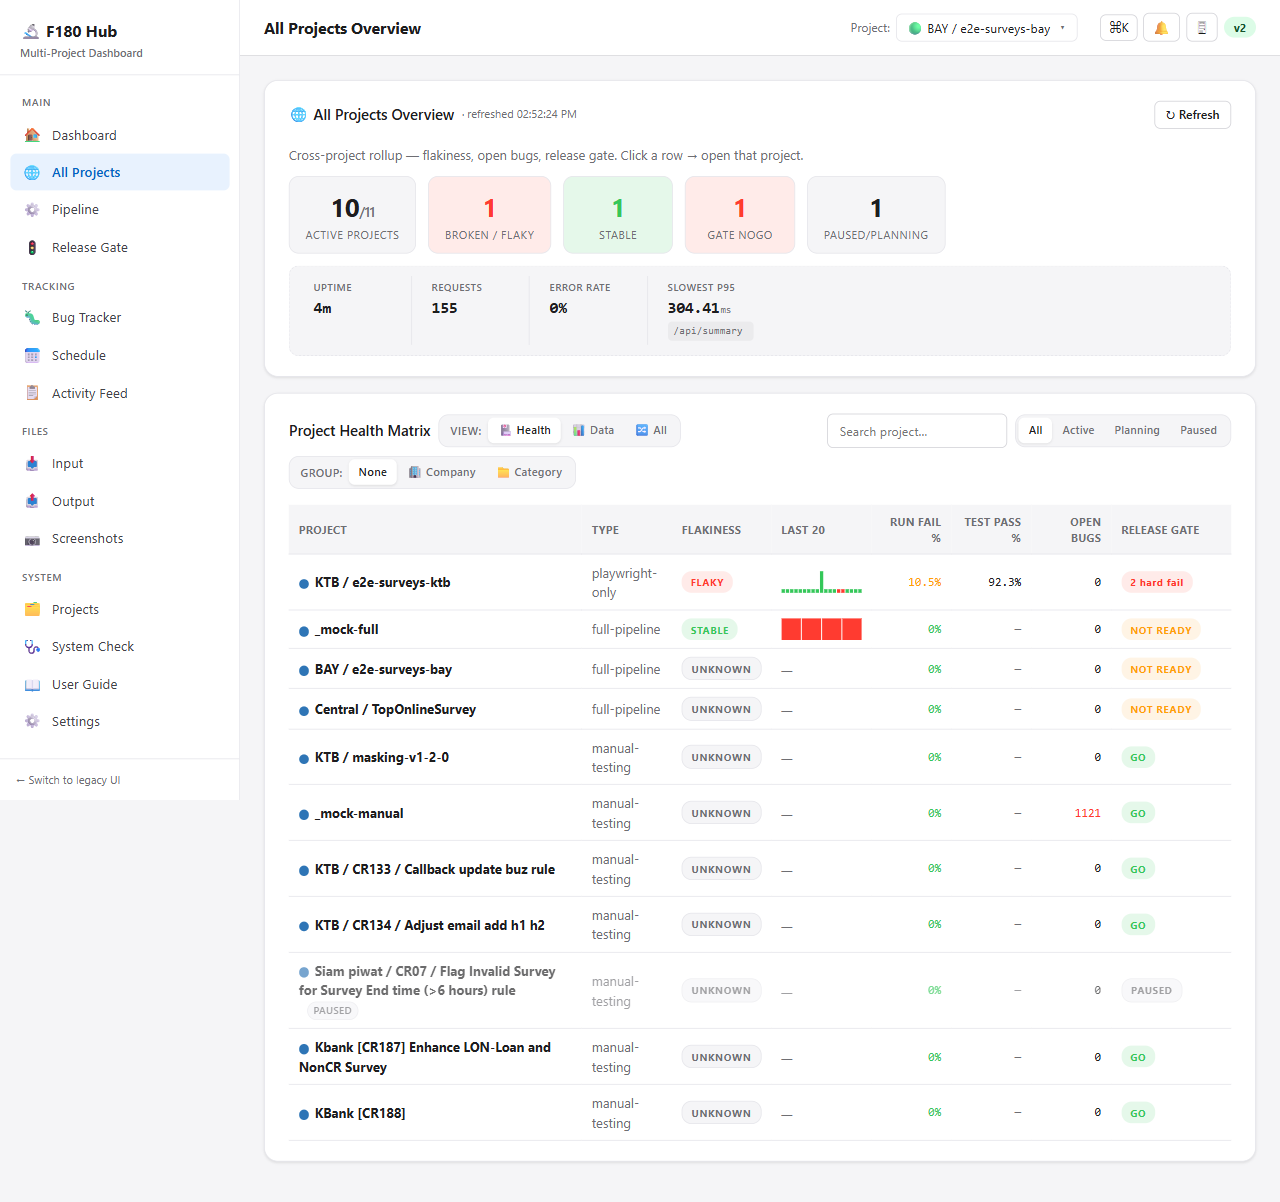 F180 Hub
Multi-Project Dashboard
MAIN
Dashboard
All Projects
Pipeline
Release Gate
TRACKING
Bug Tracker
Schedule
Activity Feed
FILES
Input
Output
Screenshots
SYSTEM
Projects
System Check
User Guide
Settings
← Switch to legacy UI
All Projects Overview
Project: BAY / e2e-surveys-bay
⌘K
v2
All Projects Overview · refreshed 02:52:24 PM
↻ Refresh
Cross-project rollup — flakiness, open bugs, release gate. Click a row → open that project.
10/11
ACTIVE PROJECTS
1
BROKEN / FLAKY
1
STABLE
1
GATE NOGO
1
PAUSED/PLANNING
UPTIME
4m
REQUESTS
155
ERROR RATE
0%
SLOWEST P95
304.41ms
/api/summary
Project Health Matrix VIEW: Health Data All
Search project...
All Active Planning Paused
GROUP: None Company Category
PROJECT TYPE FLAKINESS LAST 20 RUN FAIL % TEST PASS % OPEN BUGS RELEASE GATE
KTB / e2e-surveys-ktb playwright-only FLAKY 10.5% 92.3% 0 2 hard fail
_mock-full full-pipeline STABLE 0% — 0 NOT READY
BAY / e2e-surveys-bay full-pipeline UNKNOWN — 0% — 0 NOT READY
Central / TopOnlineSurvey full-pipeline UNKNOWN — 0% — 0 NOT READY
KTB / masking-v1-2-0 manual-testing UNKNOWN — 0% — 0 GO
_mock-manual manual-testing UNKNOWN — 0% — 1121 GO
KTB / CR133 / Callback update buz rule manual-testing UNKNOWN — 0% — 0 GO
KTB / CR134 / Adjust email add h1 h2 manual-testing UNKNOWN — 0% — 0 GO
Siam piwat / CR07 / Flag Invalid Survey for Survey End time (>6 hours) rule PAUSED manual-testing UNKNOWN — 0% — 0 PAUSED
Kbank [CR187] Enhance LON-Loan and NonCR Survey manual-testing UNKNOWN — 0% — 0 GO
KBank [CR188] manual-testing UNKNOWN — 0% — 0 GO